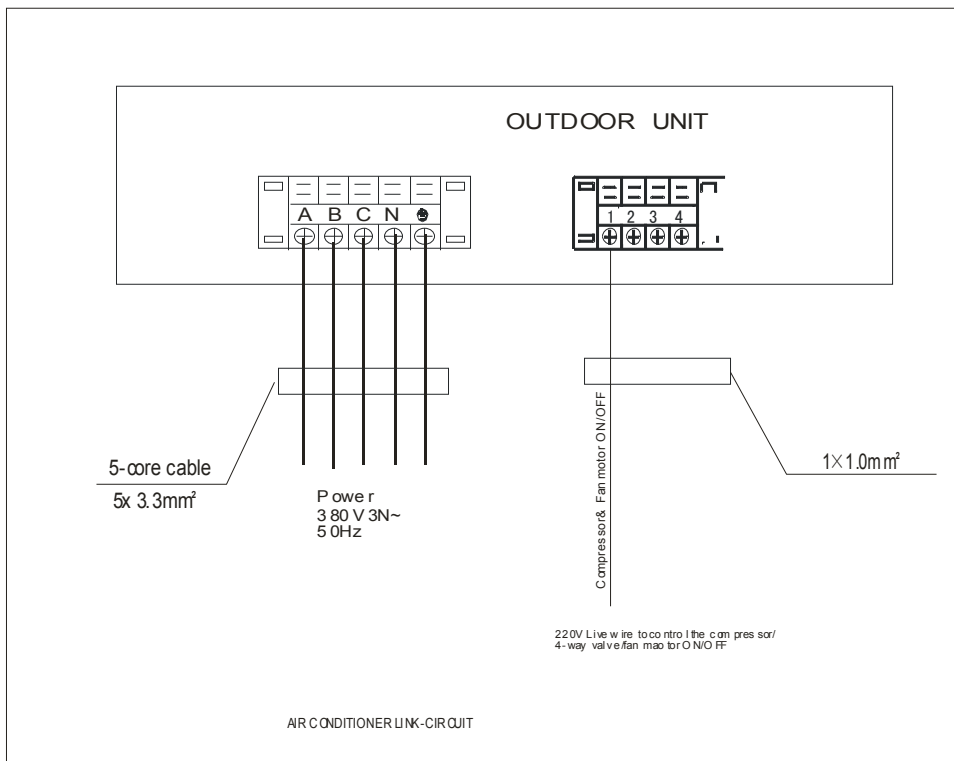 OUTDOOR UNIT
A B C N
1 2 3 4
5-core cable
5x 3.3mm²
Power
380V 3N~
50Hz
Compressor& Fan motor ON/OFF
1×1.0mm²
220V Live wire to control the compressor/
4-way valve/fan maotor ON/OFF
AIR CONDITIONER LINK-CIRCUIT